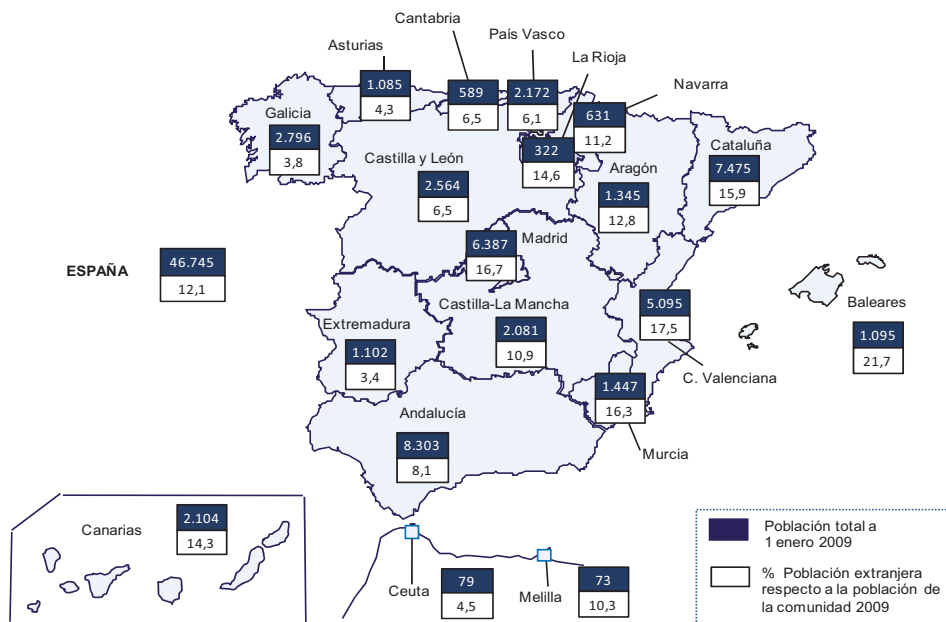 Cantabria
País Vasco
Asturias
La Rioja
Navarra
1.085
4,3
589
6,5
2.172
6,1
Galicia
2.796
3,8
631
11,2
322
14,6
Castilla y León
2.564
6,5
Aragón
1.345
12,8
Cataluña
7.475
15,9
Madrid
6.387
16,7
ESPAÑA
46.745
12,1
Castilla-La Mancha
2.081
10,9
5.095
17,5
C. Valenciana
Baleares
1.095
21,7
Extremadura
1.102
3,4
1.447
16,3
Murcia
Andalucía
8.303
8,1
Canarias
2.104
14,3
Ceuta
79
4,5
Melilla
73
10,3
Población total a
1 enero 2009
% Población extranjera
respecto a la población de
la comunidad 2009